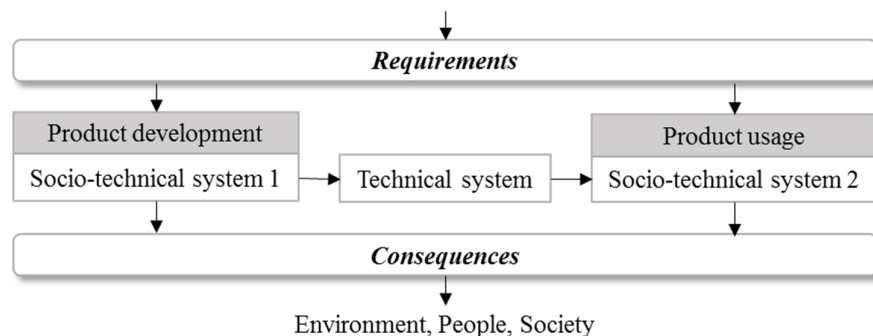 Requirements
Product development
Socio-technical system 1
Technical system
Product usage
Socio-technical system 2
Consequences
Environment, People, Society